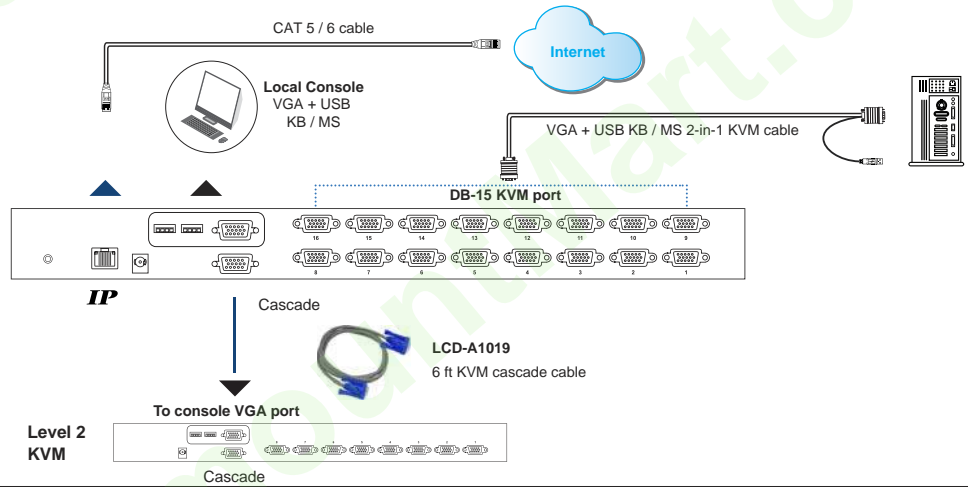 CAT 5 / 6 cable
Internet
Local Console
VGA + USB
KB / MS
VGA + USB KB / MS 2-in-1 KVM cable
DB-15 KVM port
16 15 14 13 12 11 10 9
8 7 6 5 4 3 2 1
IP
Cascade
LCD-A1019
6 ft KVM cascade cable
To console VGA port
Level 2
KVM
Cascade